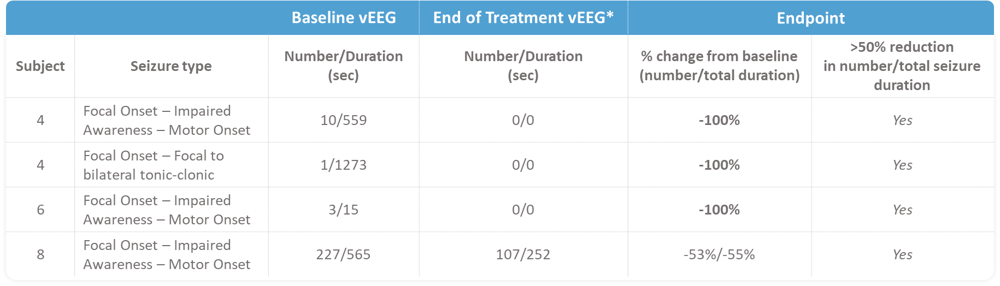 Baseline vEEG End of Treatment vEEG* Endpoint
Subject Seizure type Number/Duration (sec) Number/Duration (sec) % change from baseline (number/total duration) >50% reduction in number/total seizure duration
4 Focal Onset – Impaired Awareness – Motor Onset 10/559 0/0 -100% Yes
4 Focal Onset – Focal to bilateral tonic-clonic 1/1273 0/0 -100% Yes
6 Focal Onset – Impaired Awareness – Motor Onset 3/15 0/0 -100% Yes
8 Focal Onset – Impaired Awareness – Motor Onset 227/565 107/252 -53%/-55% Yes